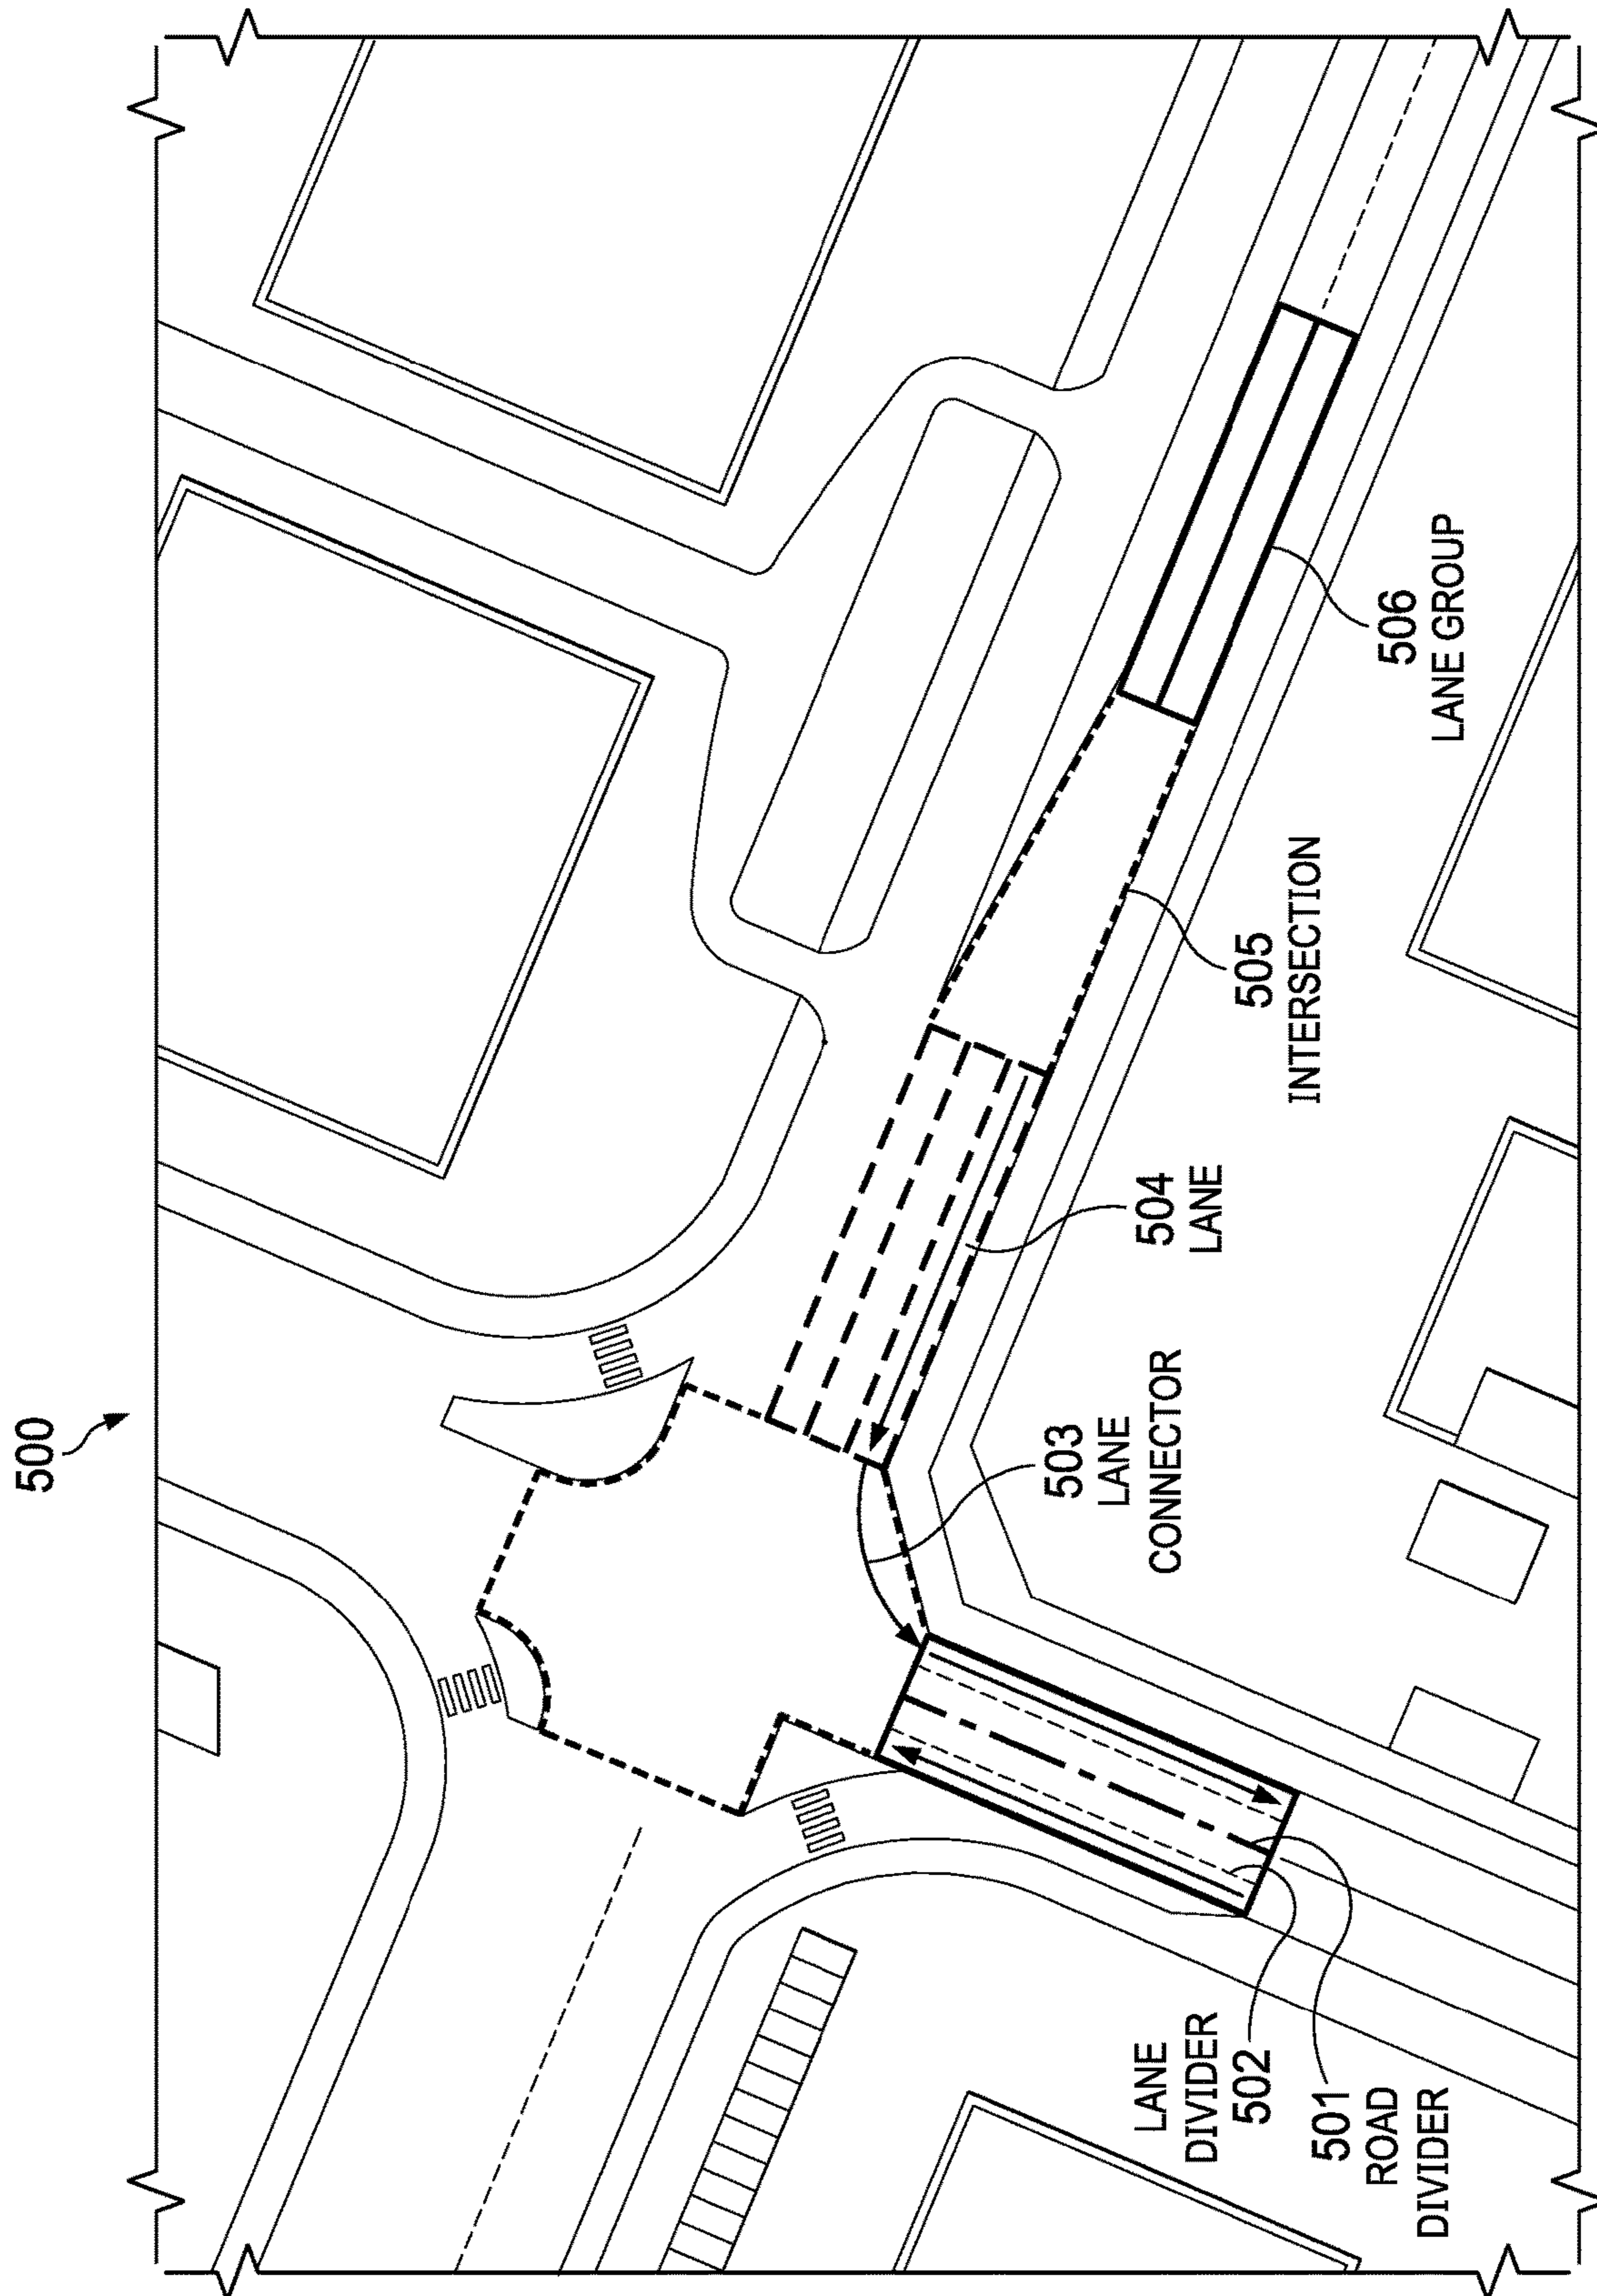 500
LANE
DIVIDER
502
501
ROAD
DIVIDER
503
LANE
CONNECTOR
504
LANE
505
INTERSECTION
506
LANE GROUP